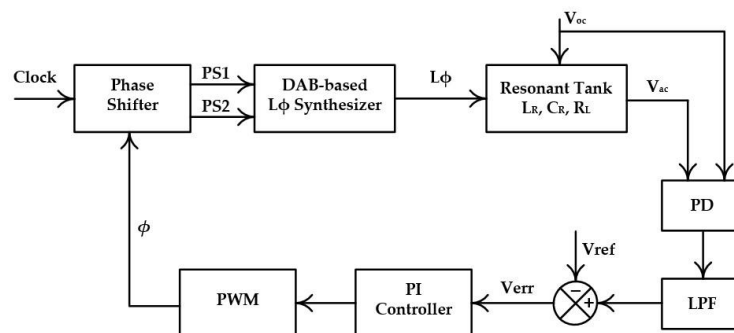 Clock
Phase
Shifter
PS1
PS2
DAB-based
Lϕ Synthesizer
Lϕ
Voc
Resonant Tank
LR, CR, RL
Vac
PD
LPF
Vref
− +
Verr
PI
Controller
PWM
ϕ